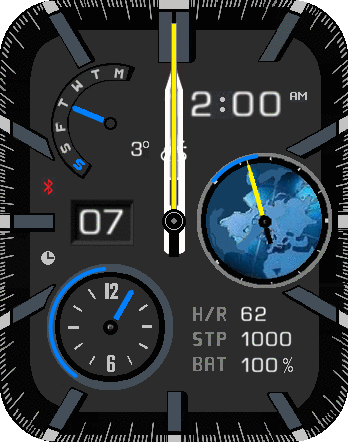 M T W T F S S
2:00 AM
3°
07
12
6
H/R 62
STP 1000
BAT 100%